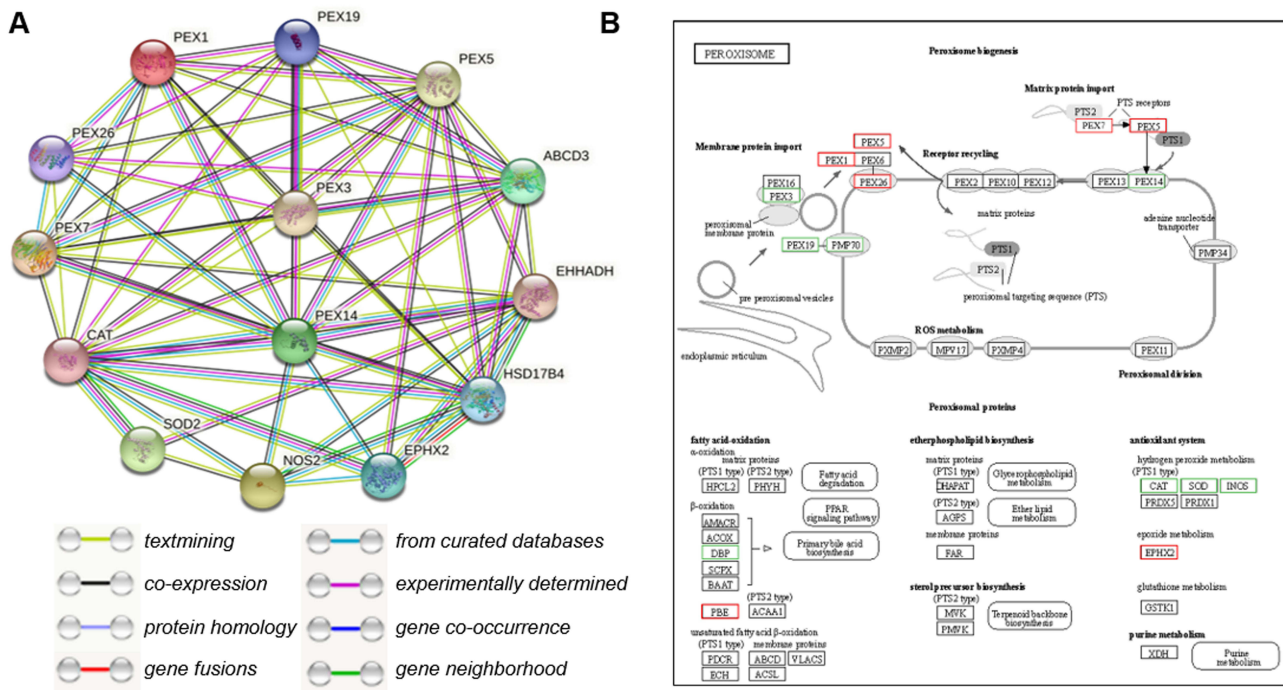 A
PEX19
PEX1
PEX5
PEX26
ABCD3
PEX3
PEX7
EHHADH
PEX14
CAT
HSD17B4
SOD2
NOS2
EPHX2
textmining
from curated databases
co-expression
experimentally determined
protein homology
gene co-occurrence
gene fusions
gene neighborhood
B
PEROXISOME
Peroxisome biogenesis
Matrix protein import
PTS receptors
PTS2
PEX7
PEX5
PTS1
PEX5
Membrane protein import
PEX1
PEX6
Receptor recycling
PEX26
PEX2
PEX10
PEX12
PEX13
PEX14
PEX16
PEX3
peroxisomal
membrane protein
matrix proteins
adenine nucleotide
transporter
PEX19
PMP70
PTS1
PMP34
PTS2
pre peroxisomal vesicles
peroxisomal targeting sequence (PTS)
endoplasmic reticulum
ROS metabolism
PXMP2
MPV17
PXMP4
PEX11
Peroxisomal division
Peroxisomal proteins
fatty acid-oxidation
α-oxidation
matrix proteins
(PTS1 type)
(PTS2 type)
HPCL2
PHYH
Fatty acid
degradation
β-oxidation
AMACR
ACOX
DBP
SCPX
BAAT
PPAR
signaling pathway
Primary bile acid
biosynthesis
(PTS2 type)
PBE
ACAA1
unsaturated fatty acid β-oxidation
(PTS1 type)
membrane proteins
PDCR
ABCD
VLACS
ECH
ACSL
etherphospholipid biosynthesis
matrix proteins
(PTS1 type)
DHAPAT
Glycerophospholipid
metabolism
(PTS2 type)
AGPS
Ether lipid
metabolism
membrane proteins
FAR
sterol precursor biosynthesis
(PTS2 type)
MVK
PMVK
Terpenoid backbone
biosynthesis
antioxidant system
hydrogen peroxide metabolism
(PTS1 type)
CAT
SOD
INOS
PRDX5
PRDX1
epoxide metabolism
EPHX2
glutathione metabolism
GSTK1
purine metabolism
XDH
Purine
metabolism